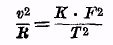 v²/R = K · F²/T²